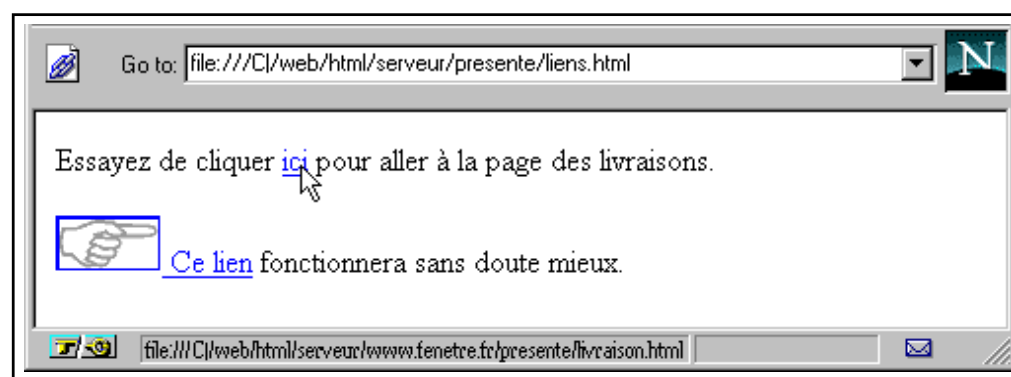 Go to: file:///C|/web/html/serveur/presente/liens.html
N
Essayez de cliquer ici pour aller à la page des livraisons.
Ce lien fonctionnera sans doute mieux.
file:///C|/web/html/serveur/www.fenetre.fr/presente/livraison.html